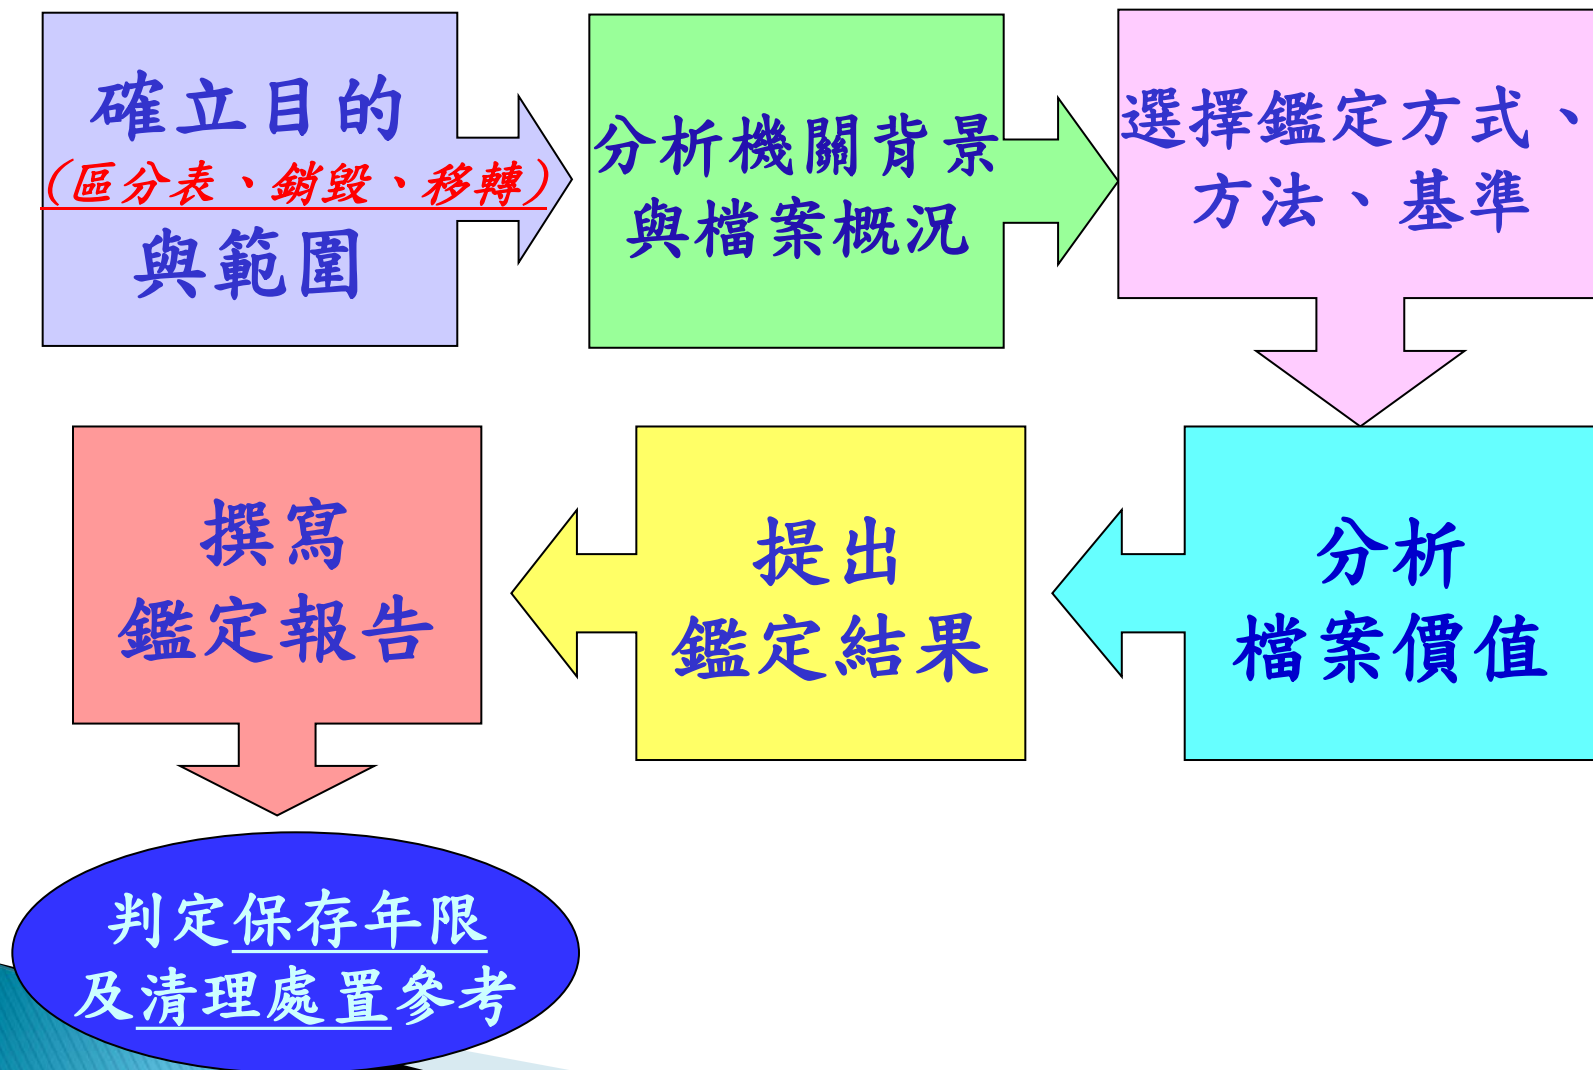 確立目的
(區分表、銷毀、移轉)
與範圍
分析機關背景
與檔案概況
選擇鑑定方式、
方法、基準
分析
檔案價值
提出
鑑定結果
撰寫
鑑定報告
判定保存年限
及清理處置參考